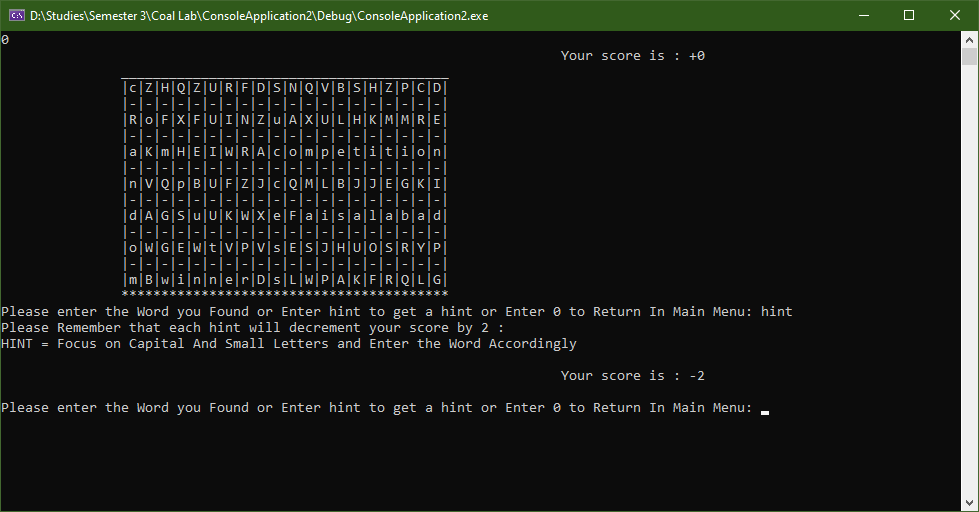 D:\Studies\Semester 3\Coal Lab\ConsoleApplication2\Debug\ConsoleApplication2.exe
0
Your score is : +0
_________________________________________
|c|Z|H|Q|Z|U|R|F|D|S|N|Q|V|B|S|H|Z|P|C|D|
|-|-|-|-|-|-|-|-|-|-|-|-|-|-|-|-|-|-|-|-|
|R|o|F|X|F|U|I|N|Z|u|A|X|U|L|H|K|M|M|R|E|
|-|-|-|-|-|-|-|-|-|-|-|-|-|-|-|-|-|-|-|-|
|a|K|m|H|E|I|W|R|A|c|o|m|p|e|t|i|t|i|o|n|
|-|-|-|-|-|-|-|-|-|-|-|-|-|-|-|-|-|-|-|-|
|n|V|Q|p|B|U|F|Z|J|c|Q|M|L|B|J|J|E|G|K|I|
|-|-|-|-|-|-|-|-|-|-|-|-|-|-|-|-|-|-|-|-|
|d|A|G|S|u|U|K|W|X|e|F|a|i|s|a|l|a|b|a|d|
|-|-|-|-|-|-|-|-|-|-|-|-|-|-|-|-|-|-|-|-|
|o|W|G|E|W|t|V|P|V|s|E|S|J|H|U|O|S|R|Y|P|
|-|-|-|-|-|-|-|-|-|-|-|-|-|-|-|-|-|-|-|-|
|m|B|w|i|n|n|e|r|D|s|L|W|P|A|K|F|R|Q|L|G|
*****************************************
Please enter the Word you Found or Enter hint to get a hint or Enter 0 to Return In Main Menu: hint
Please Remember that each hint will decrement your score by 2 :
HINT = Focus on Capital And Small Letters and Enter the Word Accordingly
Your score is : -2
Please enter the Word you Found or Enter hint to get a hint or Enter 0 to Return In Main Menu: